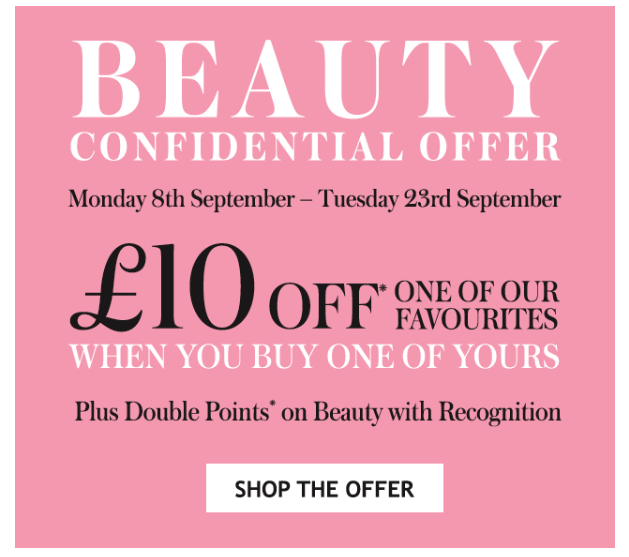 BEAUTY
CONFIDENTIAL OFFER
Monday 8th September – Tuesday 23rd September
£10 OFF* ONE OF OUR
FAVOURITES
WHEN YOU BUY ONE OF YOURS
Plus Double Points* on Beauty with Recognition
SHOP THE OFFER